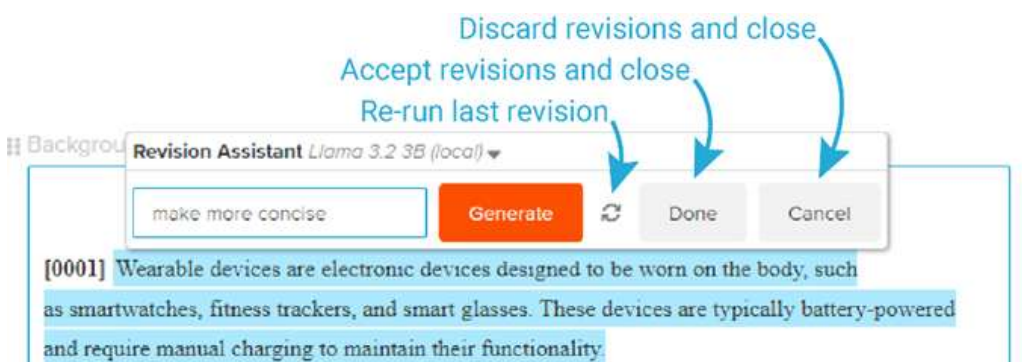 Discard revisions and close
Accept revisions and close
Re-run last revision
Backgrou
Revision Assistant Llama 3.2 3B (local)
make more concise
Generate
Done
Cancel
[0001] Wearable devices are electronic devices designed to be worn on the body, such
as smartwatches, fitness trackers, and smart glasses. These devices are typically battery-powered
and require manual charging to maintain their functionality.